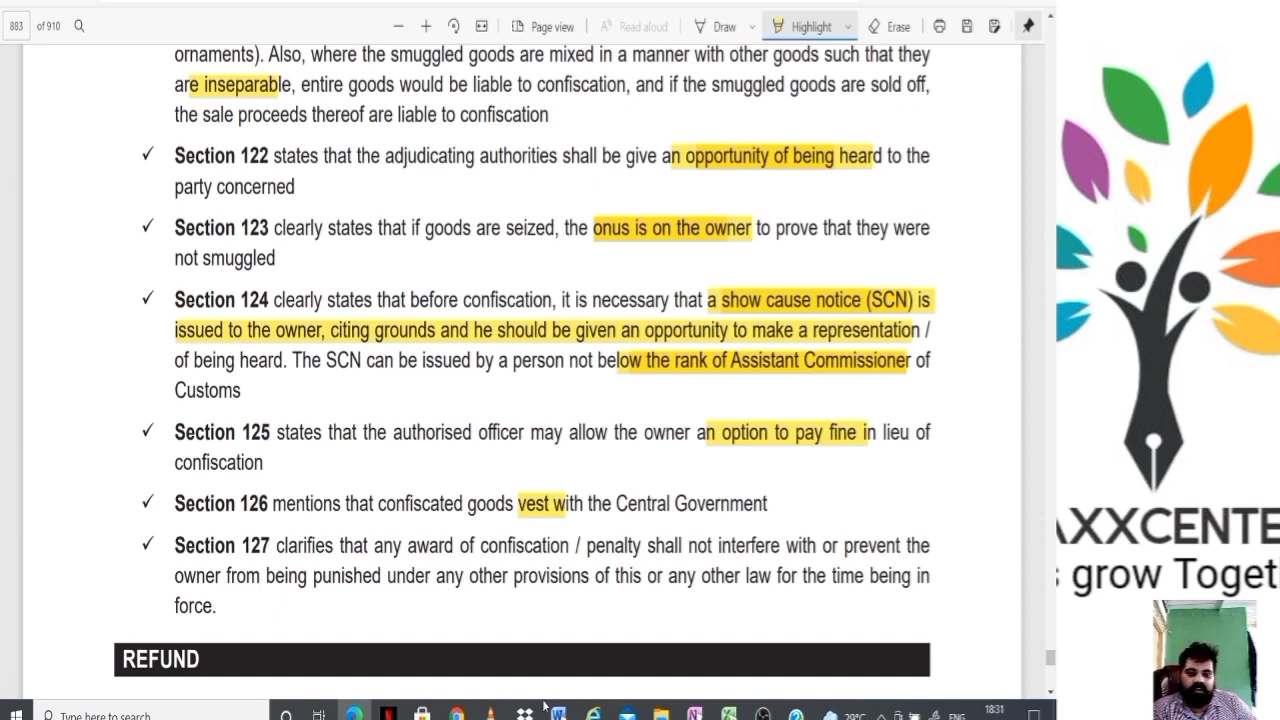 883 of 910 Page view Read aloud Draw Highlight Erase
ornaments). Also, where the smuggled goods are mixed in a manner with other goods such that they
are inseparable, entire goods would be liable to confiscation, and if the smuggled goods are sold off,
the sale proceeds thereof are liable to confiscation
✓ Section 122 states that the adjudicating authorities shall be give an opportunity of being heard to the
party concerned
✓ Section 123 clearly states that if goods are seized, the onus is on the owner to prove that they were
not smuggled
✓ Section 124 clearly states that before confiscation, it is necessary that a show cause notice (SCN) is
issued to the owner, citing grounds and he should be given an opportunity to make a representation /
of being heard. The SCN can be issued by a person not below the rank of Assistant Commissioner of
Customs
✓ Section 125 states that the authorised officer may allow the owner an option to pay fine in lieu of
confiscation
✓ Section 126 mentions that confiscated goods vest with the Central Government
✓ Section 127 clarifies that any award of confiscation / penalty shall not interfere with or prevent the
owner from being punished under any other provisions of this or any other law for the time being in
force.
REFUND
AXXCENTE
s grow Togeth
Type here to search 29°C ENG 18:31